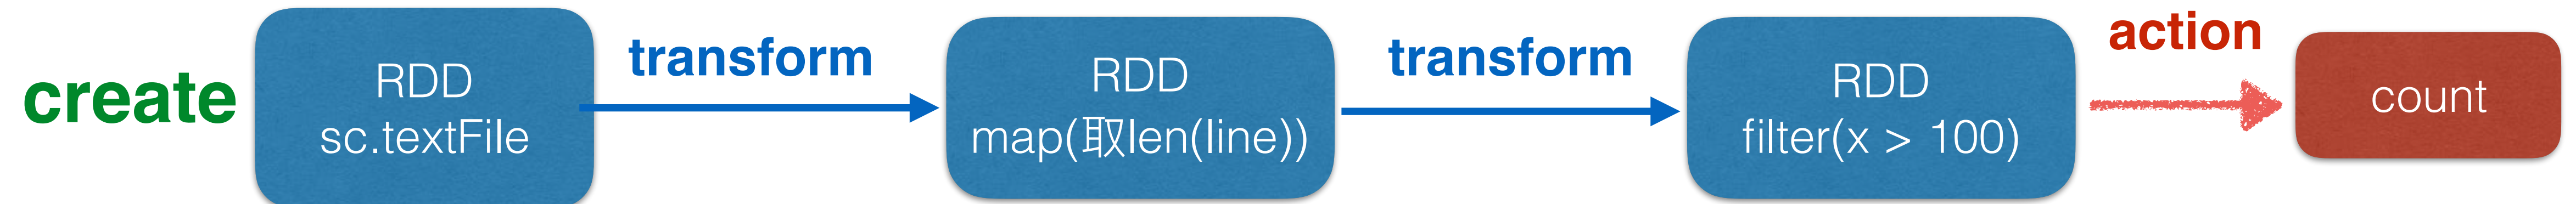 create
RDD
sc.textFile
transform
RDD
map(取len(line))
transform
RDD
filter(x > 100)
action
count